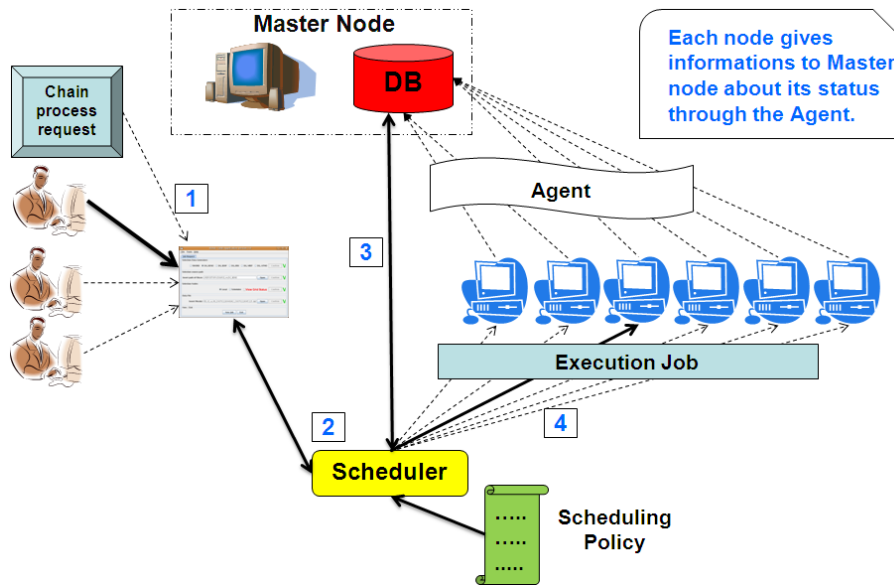 Master Node
DB
Each node gives
informations to Master
node about its status
through the Agent.
Chain
process
request
1
Agent
3
Execution Job
2
4
Scheduler
Scheduling
Policy